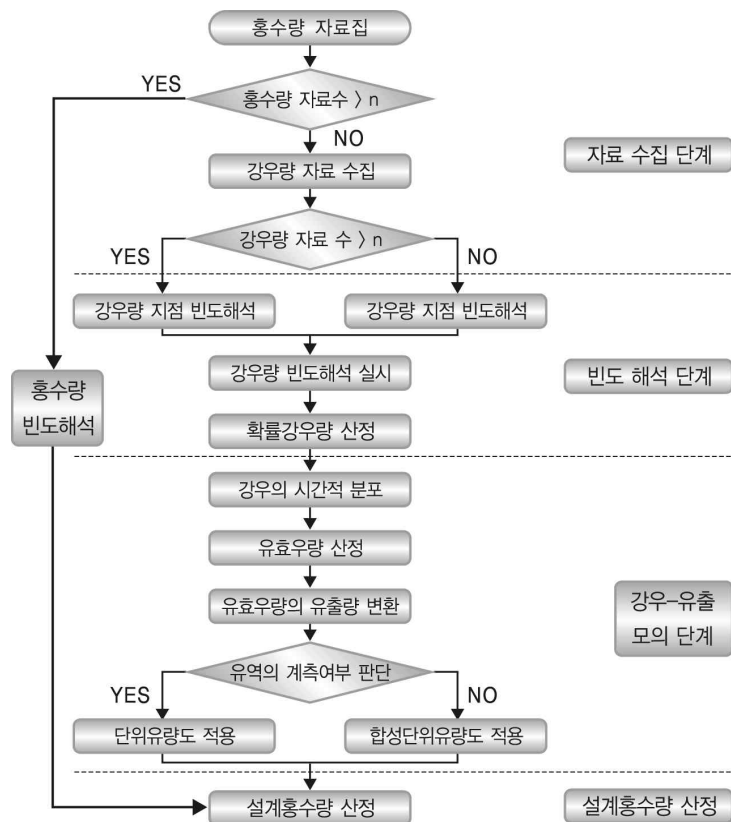 홍수량 자료집
YES
홍수량 자료수 > n
NO
강우량 자료 수집
자료 수집 단계
강우량 자료 수 > n
YES
NO
강우량 지점 빈도해석
강우량 지점 빈도해석
강우량 빈도해석 실시
빈도 해석 단계
홍수량
빈도해석
확률강우량 산정
강우의 시간적 분포
유효우량 산정
유효우량의 유출량 변환
강우-유출
모의 단계
유역의 계측여부 판단
YES
NO
단위유량도 적용
합성단위유량도 적용
설계홍수량 산정
설계홍수량 산정